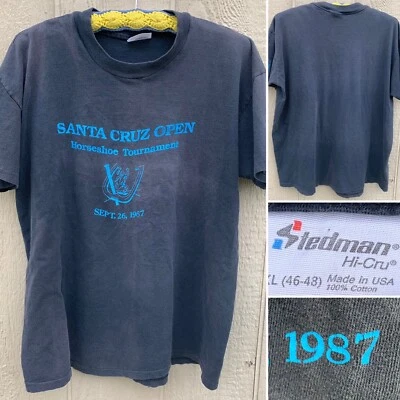 SANTA CRUZ OPEN
Horseshoe Tournament
SEPT. 26, 1987
Stedman®
Hi-Cru®
XL (46-48) Made in USA
100% Cotton
1987